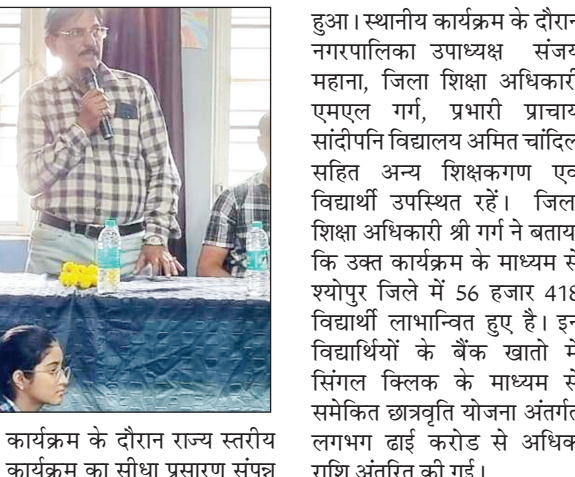 कार्यक्रम के दौरान राज्य स्तरीय
कार्यक्रम का सीधा प्रसारण संपन्न
हुआ। स्थानीय कार्यक्रम के दौरान
नगरपालिका उपाध्यक्ष संजय
महाना, जिला शिक्षा अधिकारी
एमएल गर्ग, प्रभारी प्राचार्य
सांदीपनि विद्यालय अमित चांदिल
सहित अन्य शिक्षकगण एवं
विद्यार्थी उपस्थित रहें। जिला
शिक्षा अधिकारी श्री गर्ग ने बताया
कि उक्त कार्यक्रम के माध्यम से
श्योपुर जिले में 56 हजार 418
विद्यार्थी लाभान्वित हुए है। इन
विद्यार्थियों के बैंक खातो में
सिंगल क्लिक के माध्यम से
समेकित छात्रवृति योजना अंतर्गत
लगभग ढाई करोड से अधिक
राशि अंतरित की गई।